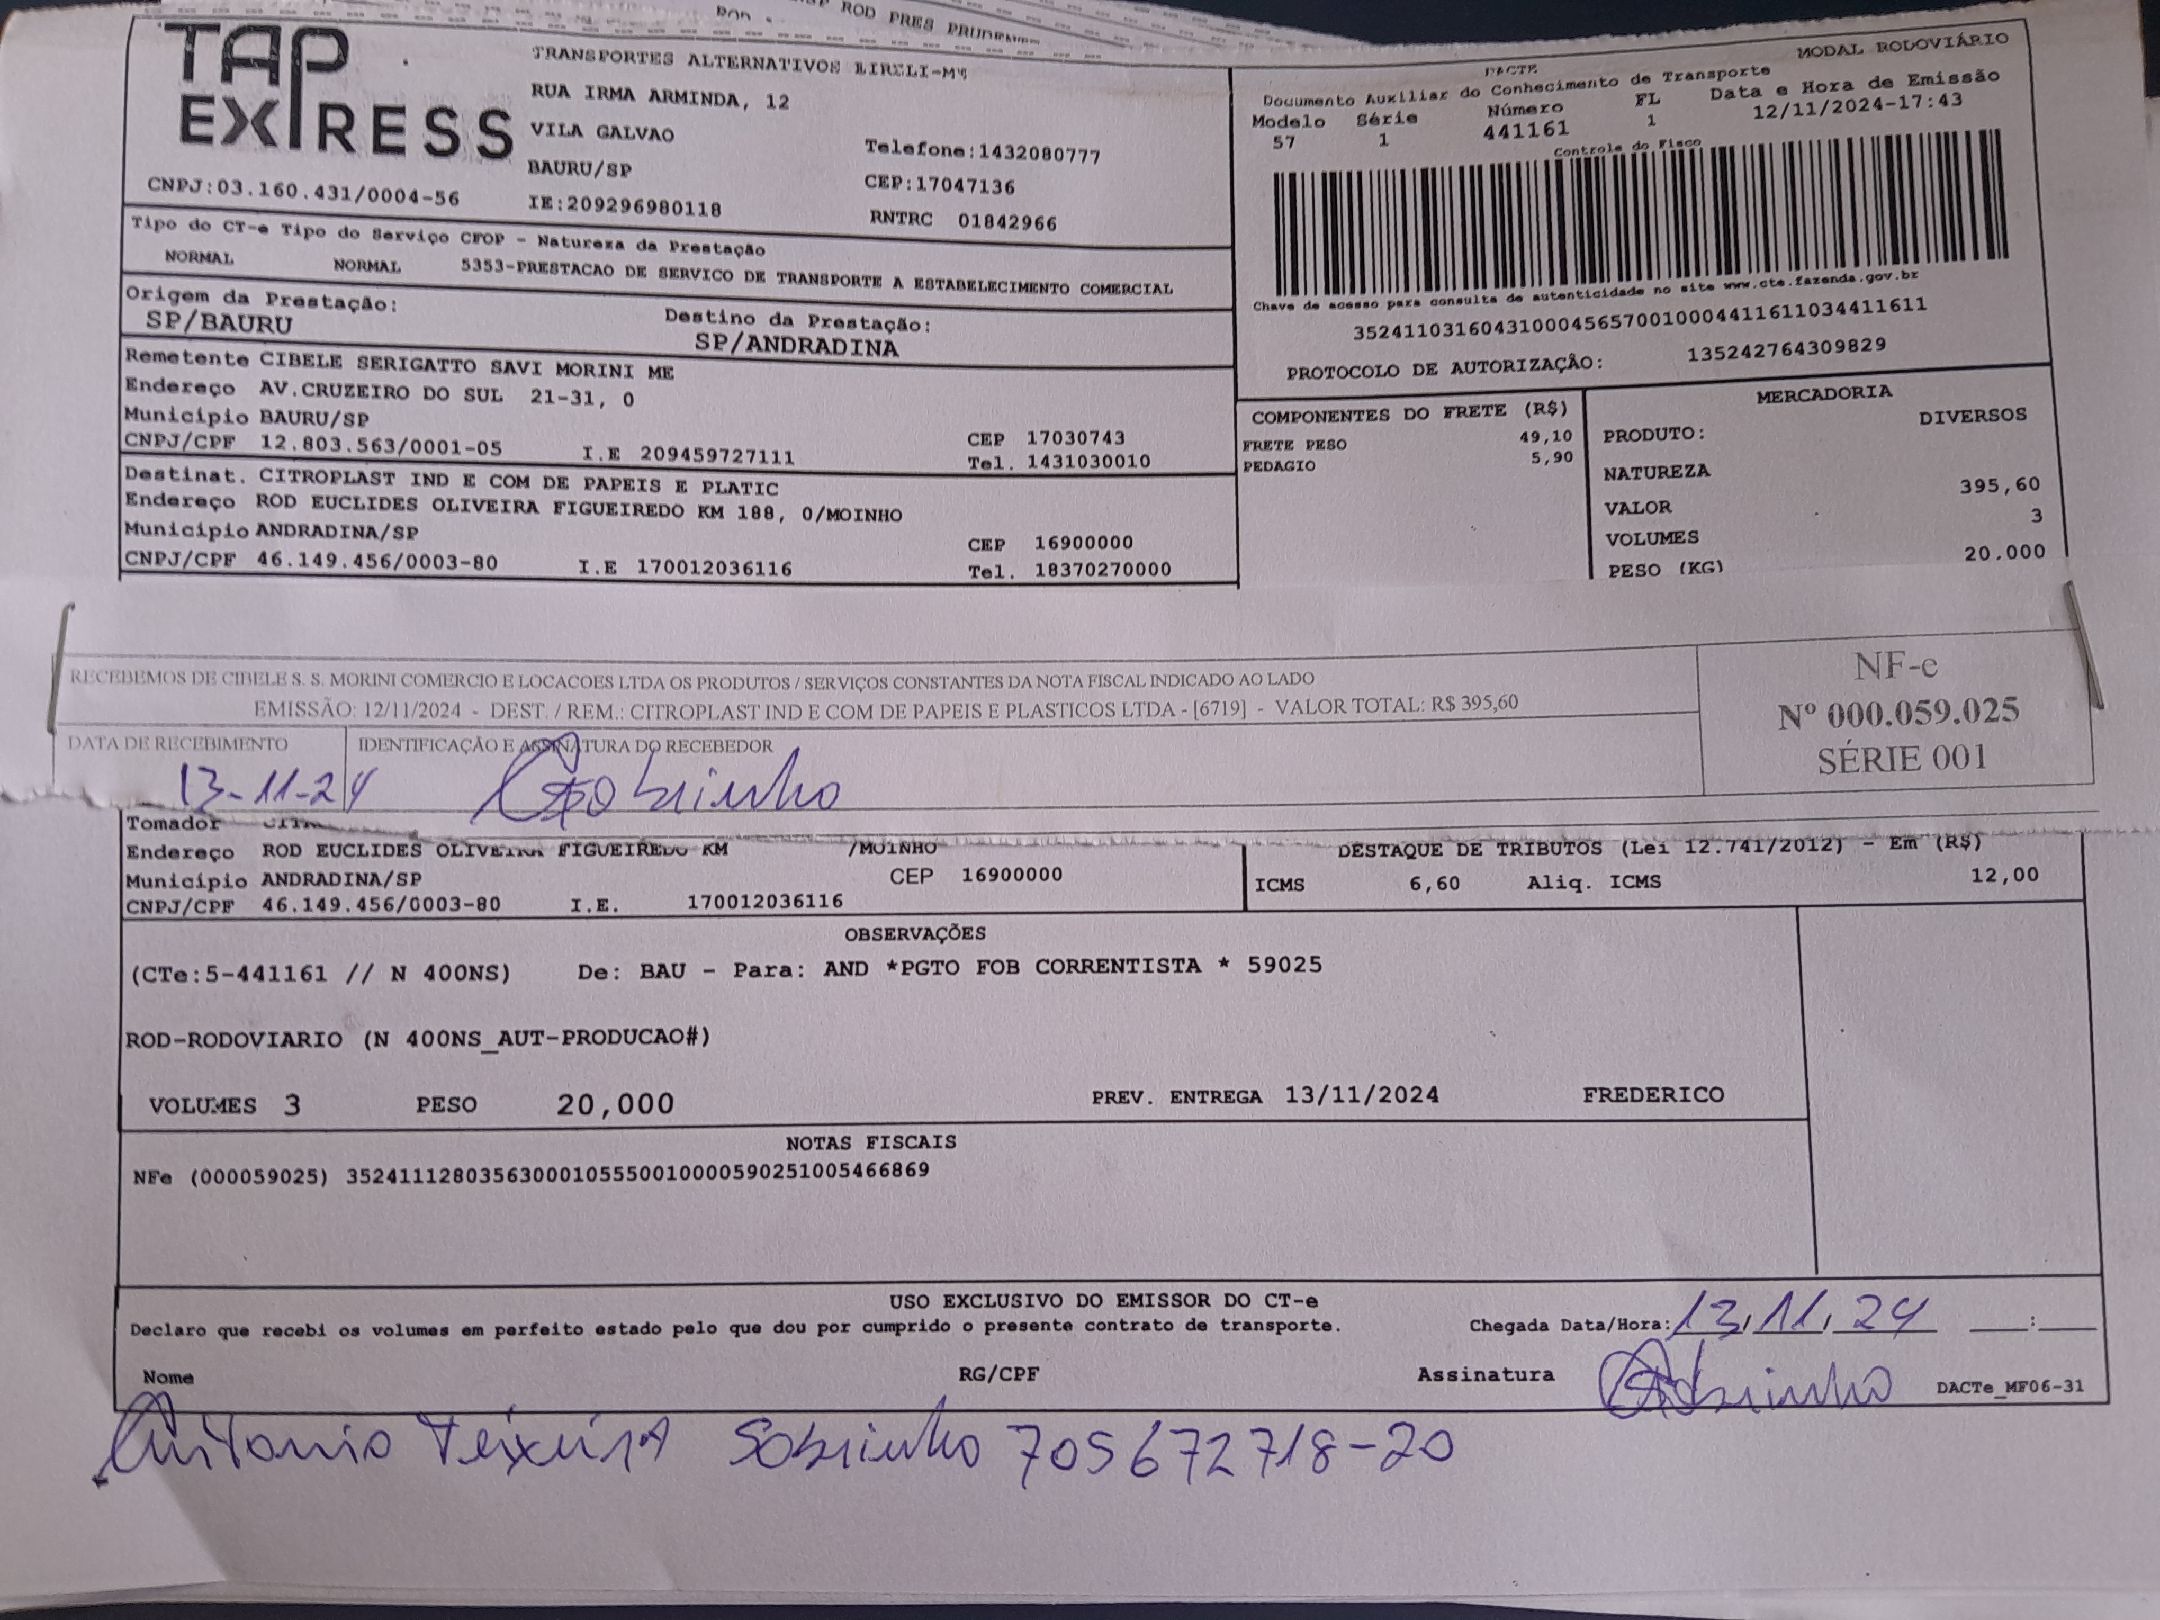 ROD PRES PRUDENTE
TAP EXPRESS
TRANSPORTES ALTERNATIVOS EIRELI-ME
RUA IRMA ARMINDA, 12
VILA GALVAO
BAURU/SP
Telefone:1432080777
CEP:17047136
CNPJ:03.160.431/0004-56
IE:209296980118
RNTRC 01842966
MODAL RODOVIÁRIO
DACTE
Documento Auxiliar do Conhecimento de Transporte
Modelo Série Número FL Data e Hora de Emissão
57 1 441161 1 12/11/2024-17:43
Controle do Fisco
Chave de acesso para consulta de autenticidade no site www.cte.fazenda.gov.br
35241103160431000456570010004411611034411611
PROTOCOLO DE AUTORIZAÇÃO: 135242764309829
Tipo do CT-e Tipo do Serviço CFOP - Natureza da Prestação
NORMAL NORMAL 5353-PRESTACAO DE SERVICO DE TRANSPORTE A ESTABELECIMENTO COMERCIAL
Origem da Prestação:
SP/BAURU
Destino da Prestação:
SP/ANDRADINA
Remetente CIBELE SERIGATTO SAVI MORINI ME
Endereço AV.CRUZEIRO DO SUL 21-31, 0
Município BAURU/SP
CEP 17030743
CNPJ/CPF 12.803.563/0001-05 I.E 209459727111 Tel. 1431030010
Destinat. CITROPLAST IND E COM DE PAPEIS E PLATIC
Endereço ROD EUCLIDES OLIVEIRA FIGUEIREDO KM 188, 0/MOINHO
Município ANDRADINA/SP
CEP 16900000
CNPJ/CPF 46.149.456/0003-80 I.E 170012036116 Tel. 18370270000
COMPONENTES DO FRETE (R$)
FRETE PESO 49,10
PEDAGIO 5,90
MERCADORIA
PRODUTO: DIVERSOS
NATUREZA
VALOR 395,60
VOLUMES 3
PESO (KG) 20,000
RECEBEMOS DE CIBELE S. S. MORINI COMERCIO E LOCACOES LTDA OS PRODUTOS / SERVIÇOS CONSTANTES DA NOTA FISCAL INDICADO AO LADO
EMISSÃO: 12/11/2024 - DEST. / REM.: CITROPLAST IND E COM DE PAPEIS E PLASTICOS LTDA - [6719] - VALOR TOTAL: R$ 395,60
NF-e
Nº 000.059.025
SÉRIE 001
DATA DE RECEBIMENTO
13-11-24
IDENTIFICAÇÃO E ASSINATURA DO RECEBEDOR
Sobrinho
Tomador
Endereço ROD EUCLIDES OLIVEIRA FIGUEIREDO KM /MOINHO
Município ANDRADINA/SP CEP 16900000
CNPJ/CPF 46.149.456/0003-80 I.E. 170012036116
DESTAQUE DE TRIBUTOS (Lei 12.741/2012) - Em (R$)
ICMS 6,60 Aliq. ICMS 12,00
OBSERVAÇÕES
(CTe:5-441161 // N 400NS) De: BAU - Para: AND *PGTO FOB CORRENTISTA * 59025
ROD-RODOVIARIO (N 400NS_AUT-PRODUCAO#)
VOLUMES 3 PESO 20,000 PREV. ENTREGA 13/11/2024 FREDERICO
NOTAS FISCAIS
NFe (000059025) 35241112803563000105550010000590251005466869
USO EXCLUSIVO DO EMISSOR DO CT-e
Declaro que recebi os volumes em perfeito estado pelo que dou por cumprido o presente contrato de transporte.
Chegada Data/Hora: 13/11/24 ___:___
Nome RG/CPF Assinatura Sobrinho DACTe_MF06-31
Antonio Teixeira Sobrinho 705672718-20